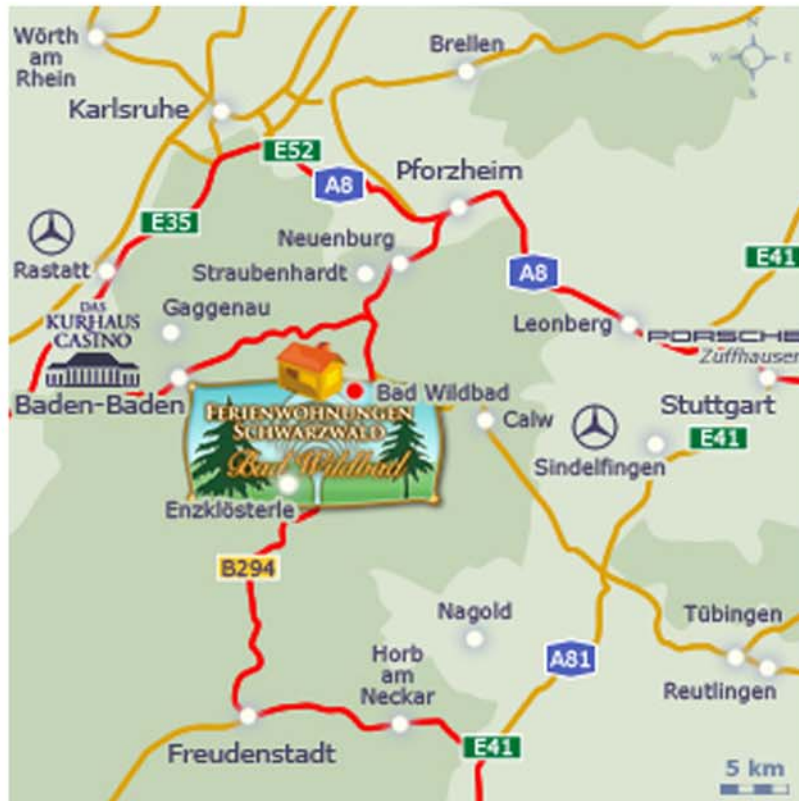 Wörth
am
Rhein
Brellen
N
W
E
S
Karlsruhe
E52
A8
Pforzheim
E35
Neuenburg
E41
Rastatt
Straubenhardt
A8
DAS
KURHAUS
CASINO
Gaggenau
Leonberg
PORSCHE
Zuffhausen
Baden-Baden
Bad Wildbad
Stuttgart
FERIENWOHNUNGEN
SCHWARZWALD
Bad Wildbad
Calw
E41
Sindelfingen
Enzklösterle
B294
Nagold
Tübingen
Horb
am
Neckar
A81
Reutlingen
Freudenstadt
E41
5 km